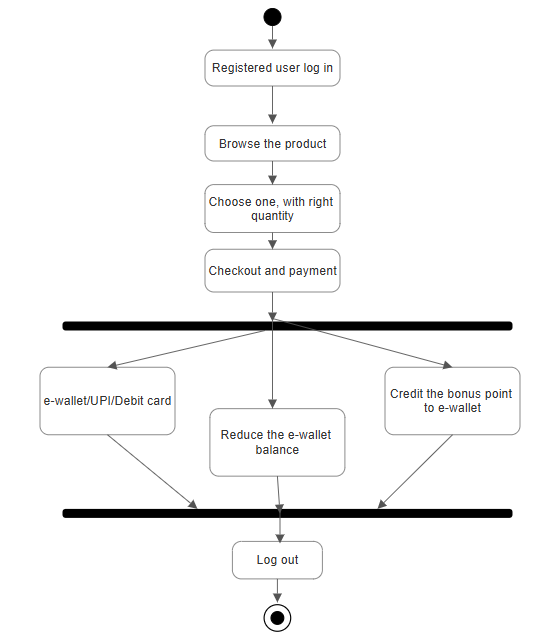 Registered user log in
Browse the product
Choose one, with right
quantity
Checkout and payment
e-wallet/UPI/Debit card
Reduce the e-wallet
balance
Credit the bonus point
to e-wallet
Log out